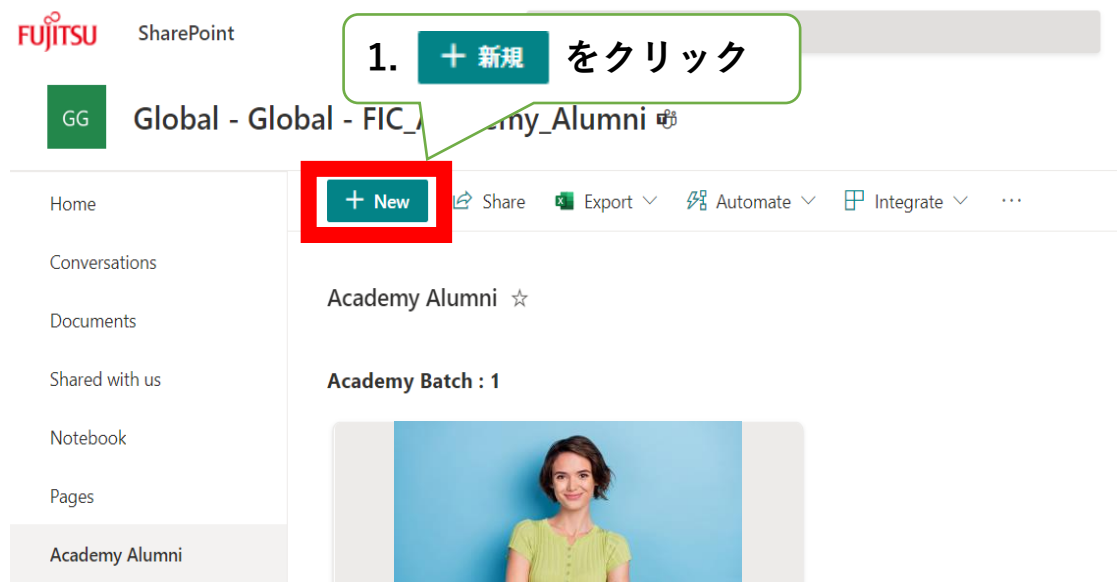 FUJITSU
SharePoint
1. + 新規 をクリック
GG
Global - Global - FIC_A emy_Alumni
+ New
Share
Export
Automate
Integrate
...
Home
Conversations
Documents
Shared with us
Notebook
Pages
Academy Alumni
Academy Alumni
Academy Batch : 1